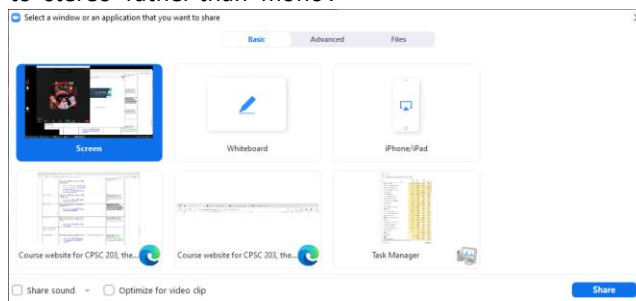 to 'stereo' rather than 'mono'.
Select a window or an application that you want to share
Basic Advanced Files
Screen Whiteboard iPhone/iPad
Course website for CPSC 203, the... Course website for CPSC 203, the... Task Manager
Share sound Optimize for video clip Share